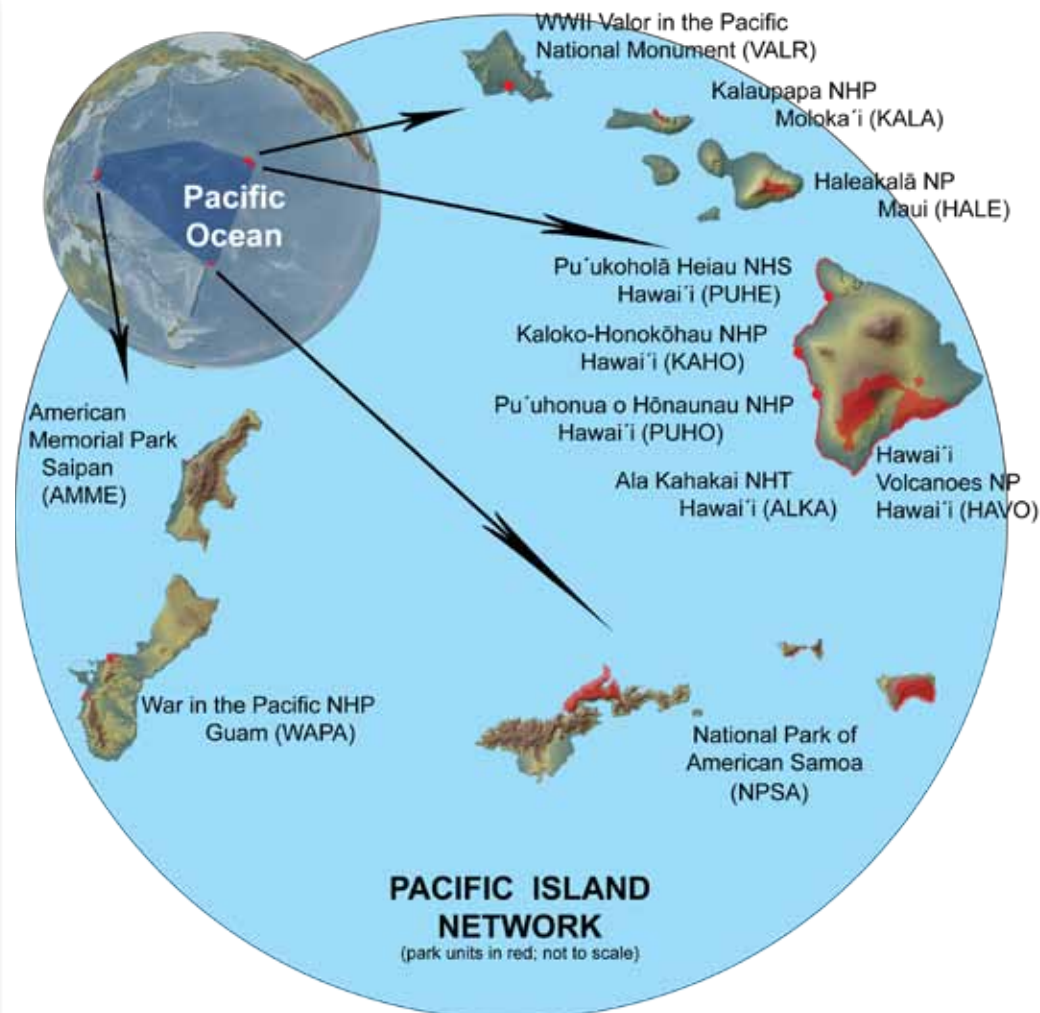 WWII Valor in the Pacific
National Monument (VALR)
Kalaupapa NHP
Moloka´i (KALA)
Haleakalā NP
Maui (HALE)
Pacific
Ocean
Pu´ukoholā Heiau NHS
Hawai´i (PUHE)
Kaloko-Honokōhau NHP
Hawai´i (KAHO)
Pu´uhonua o Hōnaunau NHP
Hawai´i (PUHO)
Ala Kahakai NHT
Hawai´i (ALKA)
Hawai´i
Volcanoes NP
Hawai´i (HAVO)
American
Memorial Park
Saipan
(AMME)
War in the Pacific NHP
Guam (WAPA)
National Park of
American Samoa
(NPSA)
PACIFIC ISLAND
NETWORK
(park units in red; not to scale)